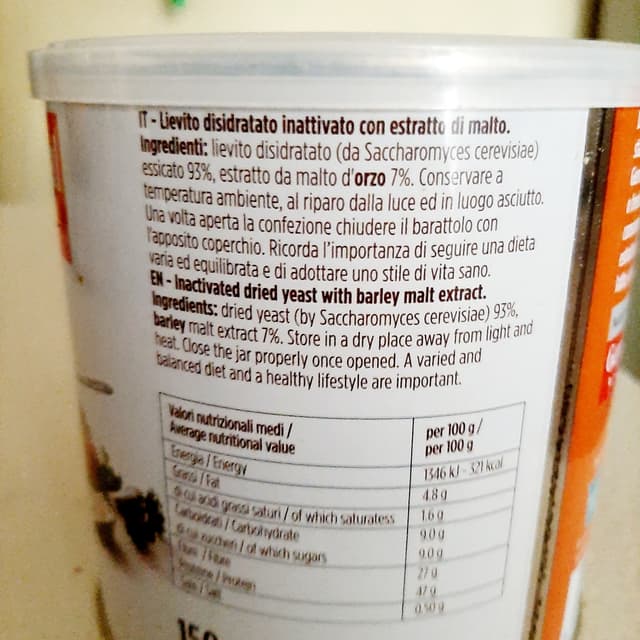 IT - Lievito disidratato inattivato con estratto di malto.
Ingredienti: lievito disidratato (da Saccharomyces cerevisiae)
essicato 93%, estratto da malto d'orzo 7%. Conservare a
temperatura ambiente, al riparo dalla luce ed in luogo asciutto.
Una volta aperta la confezione chiudere il barattolo con
l'apposito coperchio. Ricorda l'importanza di seguire una dieta
varia ed equilibrata e di adottare uno stile di vita sano.
EN - Inactivated dried yeast with barley malt extract.
Ingredients: dried yeast (by Saccharomyces cerevisiae) 93%,
barley malt extract 7%. Store in a dry place away from light and
heat. Close the jar properly once opened. A varied and
balanced diet and a healthy lifestyle are important.
Valori nutrizionali medi / per 100 g /
Average nutritional value per 100 g
Energia / Energy 1346 kJ - 321 kcal
Grassi / Fat 4.8 g
di cui acidi grassi saturi / of which saturatess 1.6 g
Carboidrati / Carbohydrate 9.0 g
di cui zuccheri / of which sugars 9.0 g
Fibre / Fibre 27 g
Proteine / Protein 47 g
Sale / Salt 0.50 g